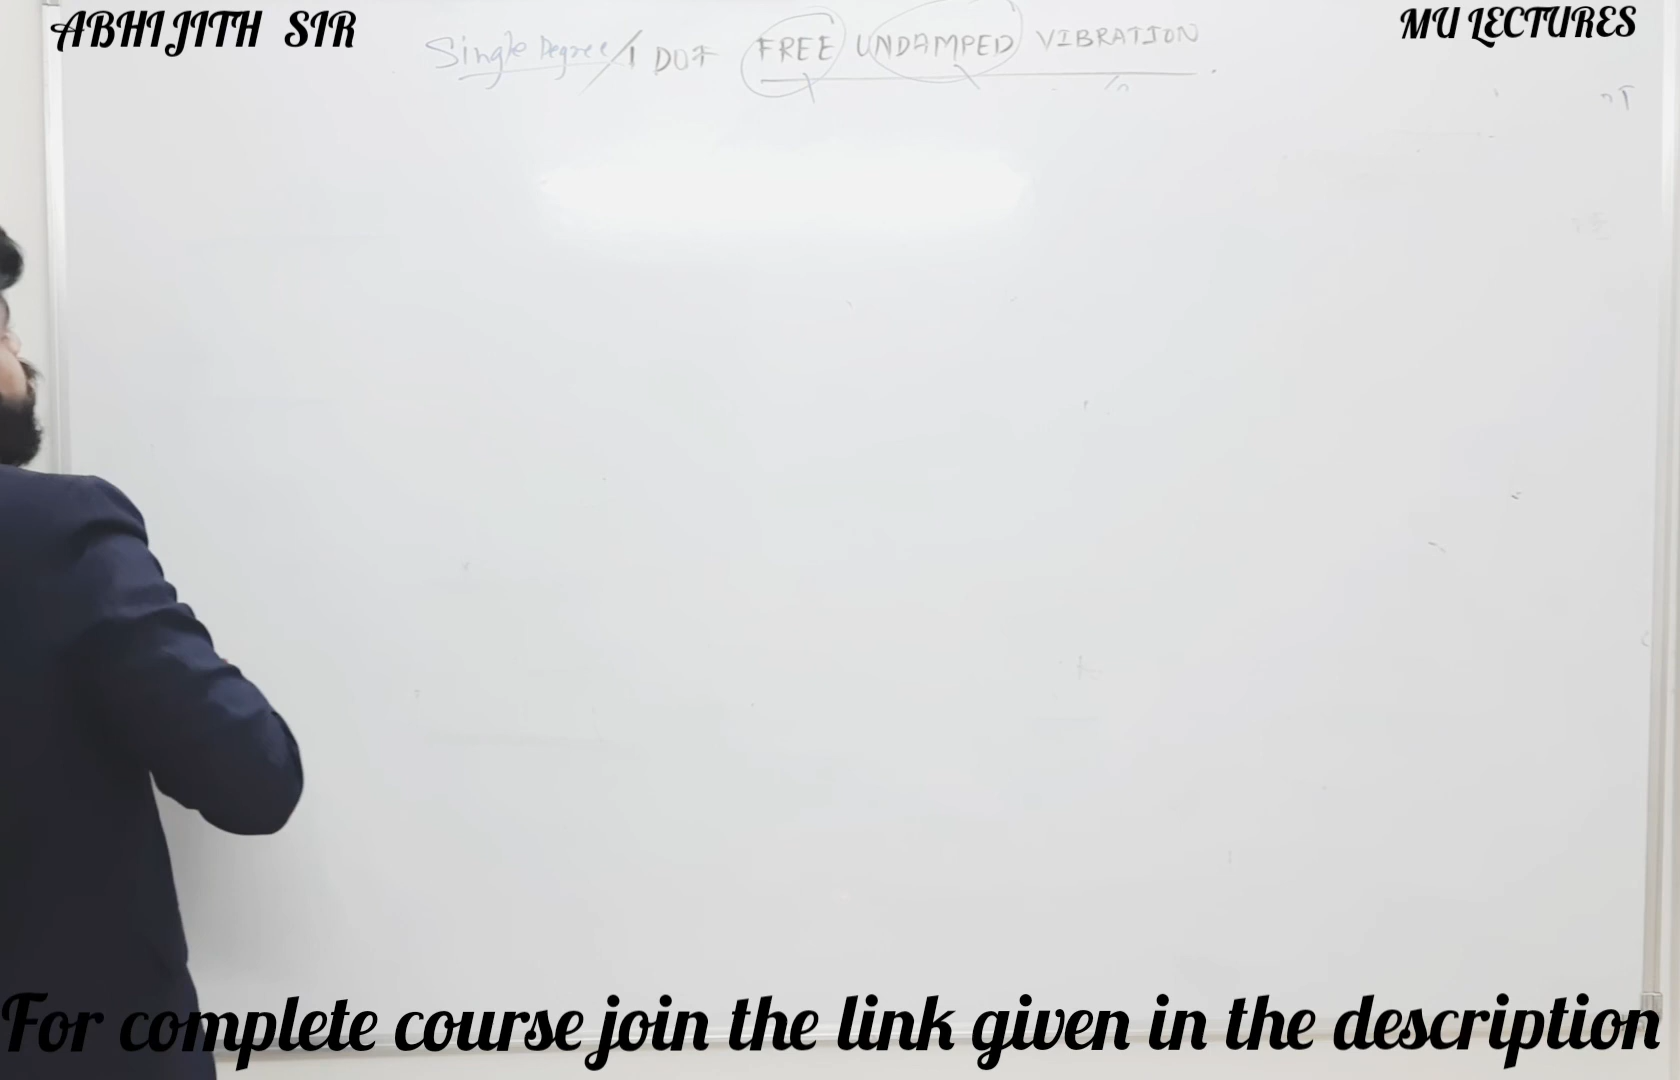 ABHIJITH SIR
MU LECTURES
Single Degree/1 DOF FREE UNDAMPED VIBRATION
For complete course join the link given in the description